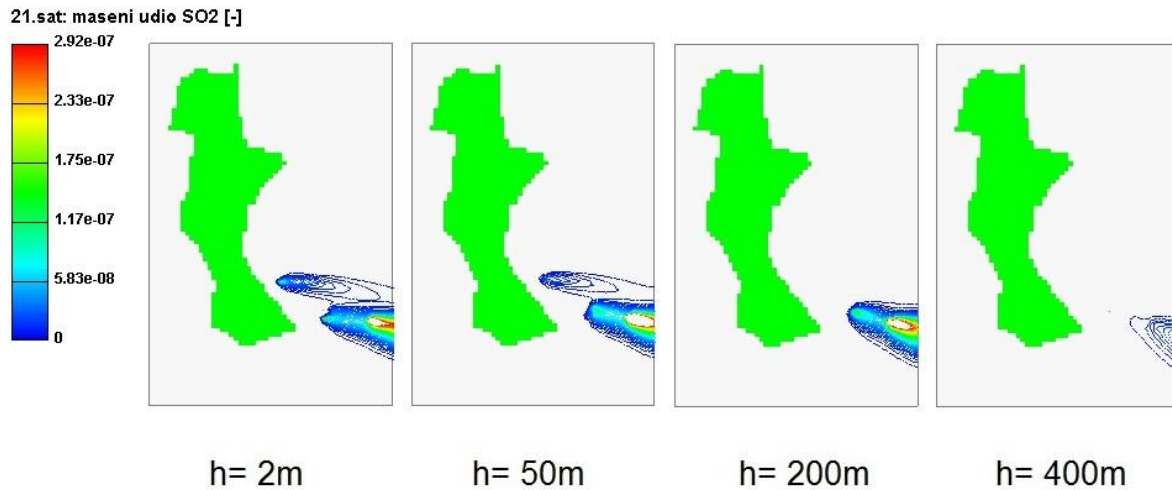 21.sat: maseni udio SO2 [-]
2.92e-07
2.33e-07
1.75e-07
1.17e-07
5.83e-08
0
h= 2m
h= 50m
h= 200m
h= 400m